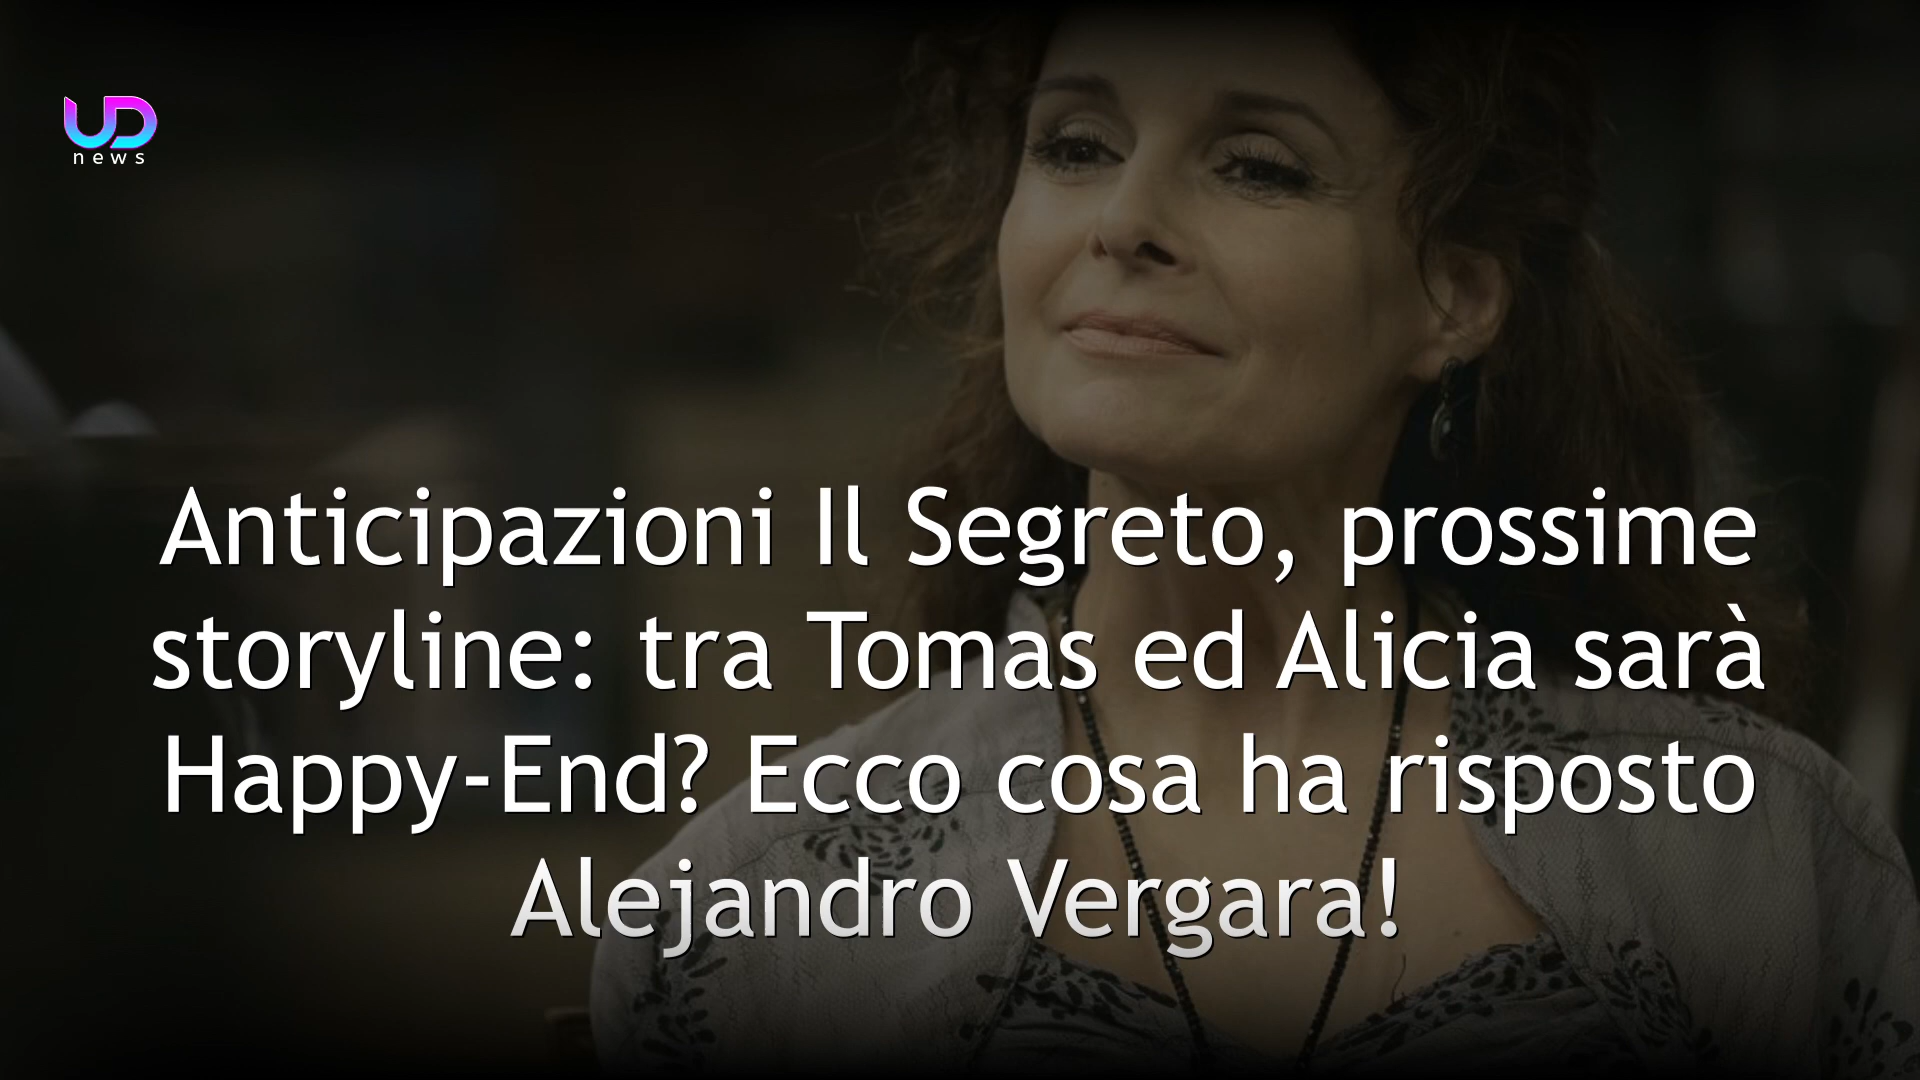 UD
news
Anticipazioni Il Segreto, prossime
storyline: tra Tomas ed Alicia sarà
Happy-End? Ecco cosa ha risposto
Alejandro Vergara!